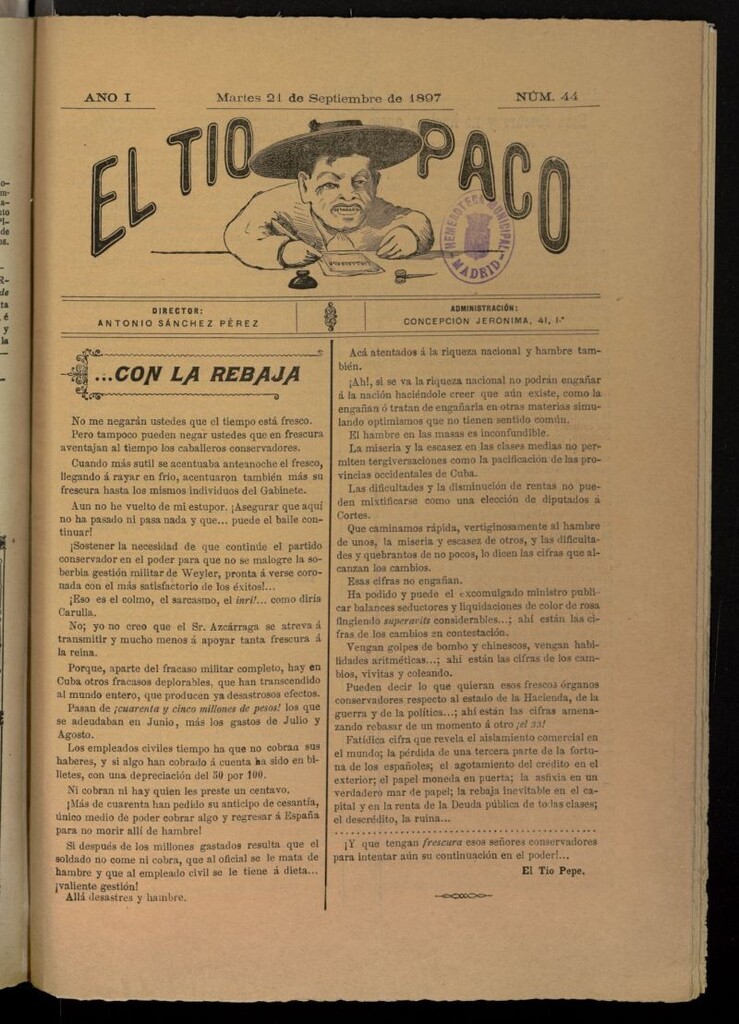 AÑO I
Martes 21 de Septiembre de 1897
NÚM. 44
EL TIO PACO
HEMEROTECA MUNICIPAL
MADRID
DIRECTOR:
ANTONIO SÁNCHEZ PÉREZ
ADMINISTRACIÓN:
CONCEPCIÓN JERÓNIMA, 41, 1.º
...CON LA REBAJA
No me negarán ustedes que el tiempo está fresco.
Pero tampoco pueden negar ustedes que en frescura
aventajan al tiempo los caballeros conservadores.
Cuando más sutil se acentuaba anteanoche el fresco,
llegando á rayar en frío, acentuaron también más su
frescura hasta los mismos individuos del Gabinete.
Aun no he vuelto de mi estupor. ¡Asegurar que aquí
no ha pasado ni pasa nada y que... puede el baile con-
tinuar!
¡Sostener la necesidad de que continúe el partido
conservador en el poder para que no se malogre la so-
berbia gestión militar de Weyler, pronta á verse coro-
nada con el más satisfactorio de los éxitos!...
¡Eso es el colmo, el sarcasmo, el inri!... como diría
Carulla.
No; yo no creo que el Sr. Azcárraga se atreva á
transmitir y mucho menos á apoyar tanta frescura á
la reina.
Porque, aparte del fracaso militar completo, hay en
Cuba otros fracasos deplorables, que han transcendido
al mundo entero, que producen ya desastrosos efectos.
Pasan de ¡cuarenta y cinco millones de pesos! los que
se adeudaban en Junio, más los gastos de Julio y
Agosto.
Los empleados civiles tiempo ha que no cobran sus
haberes, y si algo han cobrado á cuenta ha sido en bi-
lletes, con una depreciación del 50 por 100.
Ni cobran ni hay quien les preste un centavo.
¡Más de cuarenta han pedido su anticipo de cesantía,
único medio de poder cobrar algo y regresar á España
para no morir allí de hambre!
Si después de los millones gastados resulta que el
soldado no come ni cobra, que al oficial se le mata de
hambre y que al empleado civil se le tiene á dieta...
¡valiente gestión!
Allá desastres y hambre.
Acá atentados á la riqueza nacional y hambre tam-
bién.
¡Ah!, si se va la riqueza nacional no podrán engañar
á la nación haciéndole creer que aún existe, como la
engañan ó tratan de engañarla en otras materias simu-
lando optimismos que no tienen sentido común.
El hambre en las masas es inconfundible.
La miseria y la escasez en las clases medias no per-
miten tergiversaciones como la pacificación de las pro-
vincias occidentales de Cuba.
Las dificultades y la disminución de rentas no pue-
den mixtificarse como una elección de diputados á
Cortes.
Que caminamos rápida, vertiginosamente al hambre
de unos, la miseria y escasez de otros, y las dificulta-
des y quebrantos de no pocos, lo dicen las cifras que al-
canzan los cambios.
Esas cifras no engañan.
Ha podido y puede el excomulgado ministro publi-
car balances seductores y liquidaciones de color de rosa
fingiendo superavits considerables...; ahí están las ci-
fras de los cambios en contestación.
Vengan golpes de bombo y chinescos, vengan habi-
lidades aritméticas...; ahí están las cifras de los cam-
bios, vivitas y coleando.
Pueden decir lo que quieran esos frescos órganos
conservadores respecto al estado de la Hacienda, de la
guerra y de la política...; ahí están las cifras amena-
zando rebasar de un momento á otro ¡el 33!
Fatídica cifra que revela el aislamiento comercial en
el mundo; la pérdida de una tercera parte de la fortu-
na de los españoles; el agotamiento del crédito en el
exterior; el papel moneda en puerta; la asfixia en un
verdadero mar de papel; la rebaja inevitable en el ca-
pital y en la renta de la Deuda pública de todas clases;
el descrédito, la ruina...
¡Y que tengan frescura esos señores conservadores
para intentar aún su continuación en el poder!...
El Tio Pepe.